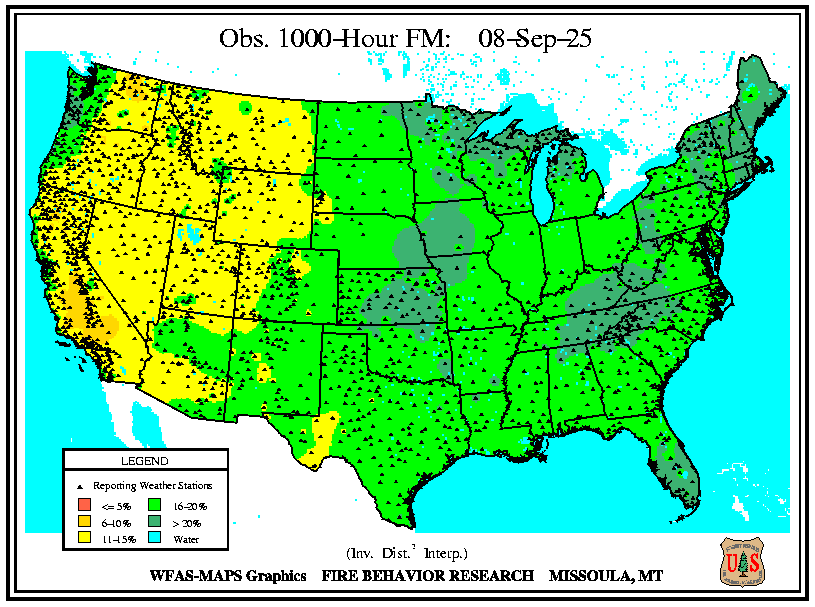 Obs. 1000-Hour FM: 08-Sep-25
LEGEND
Reporting Weather Stations
<= 5% 16-20%
6-10% > 20%
11-15% Water
(Inv. Dist.² Interp.)
WFAS-MAPS Graphics FIRE BEHAVIOR RESEARCH MISSOULA, MT
U S